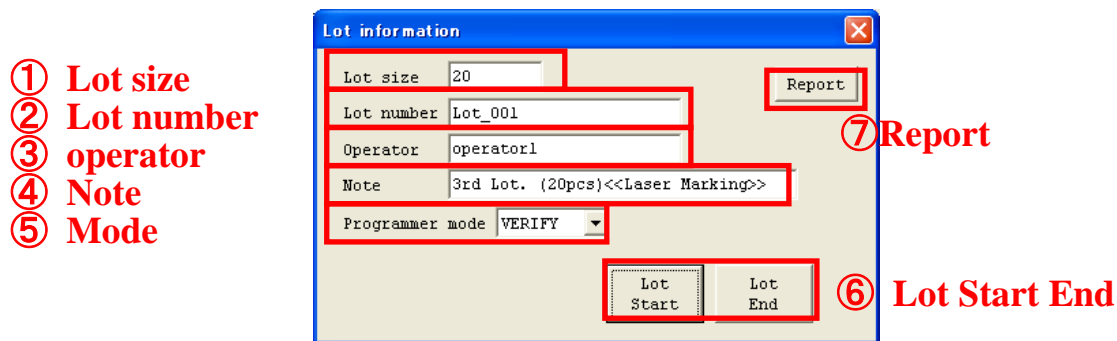 Lot information
① Lot size
② Lot number
③ operator
④ Note
⑤ Mode
Lot size 20
Report
Lot number Lot_001
Operator operator1
⑦Report
Note 3rd Lot. (20pcs)<<Laser Marking>>
Programmer mode VERIFY
Lot Start
Lot End
⑥ Lot Start End